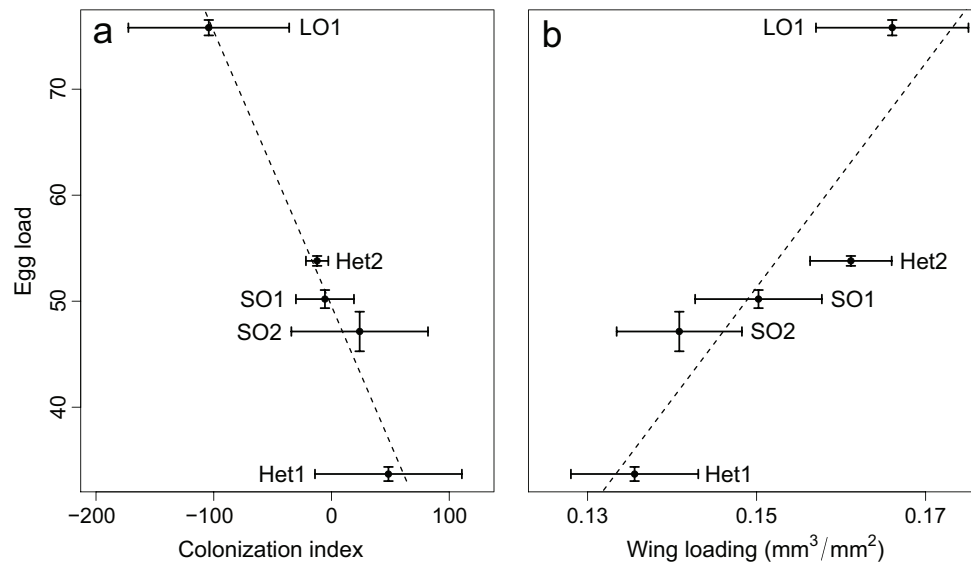 a
LO1
Het2
SO1
SO2
Het1
Egg load
70
60
50
40
−200
−100
0
100
Colonization index
b
LO1
Het2
SO1
SO2
Het1
0.13
0.15
0.17
Wing loading (mm³/mm²)